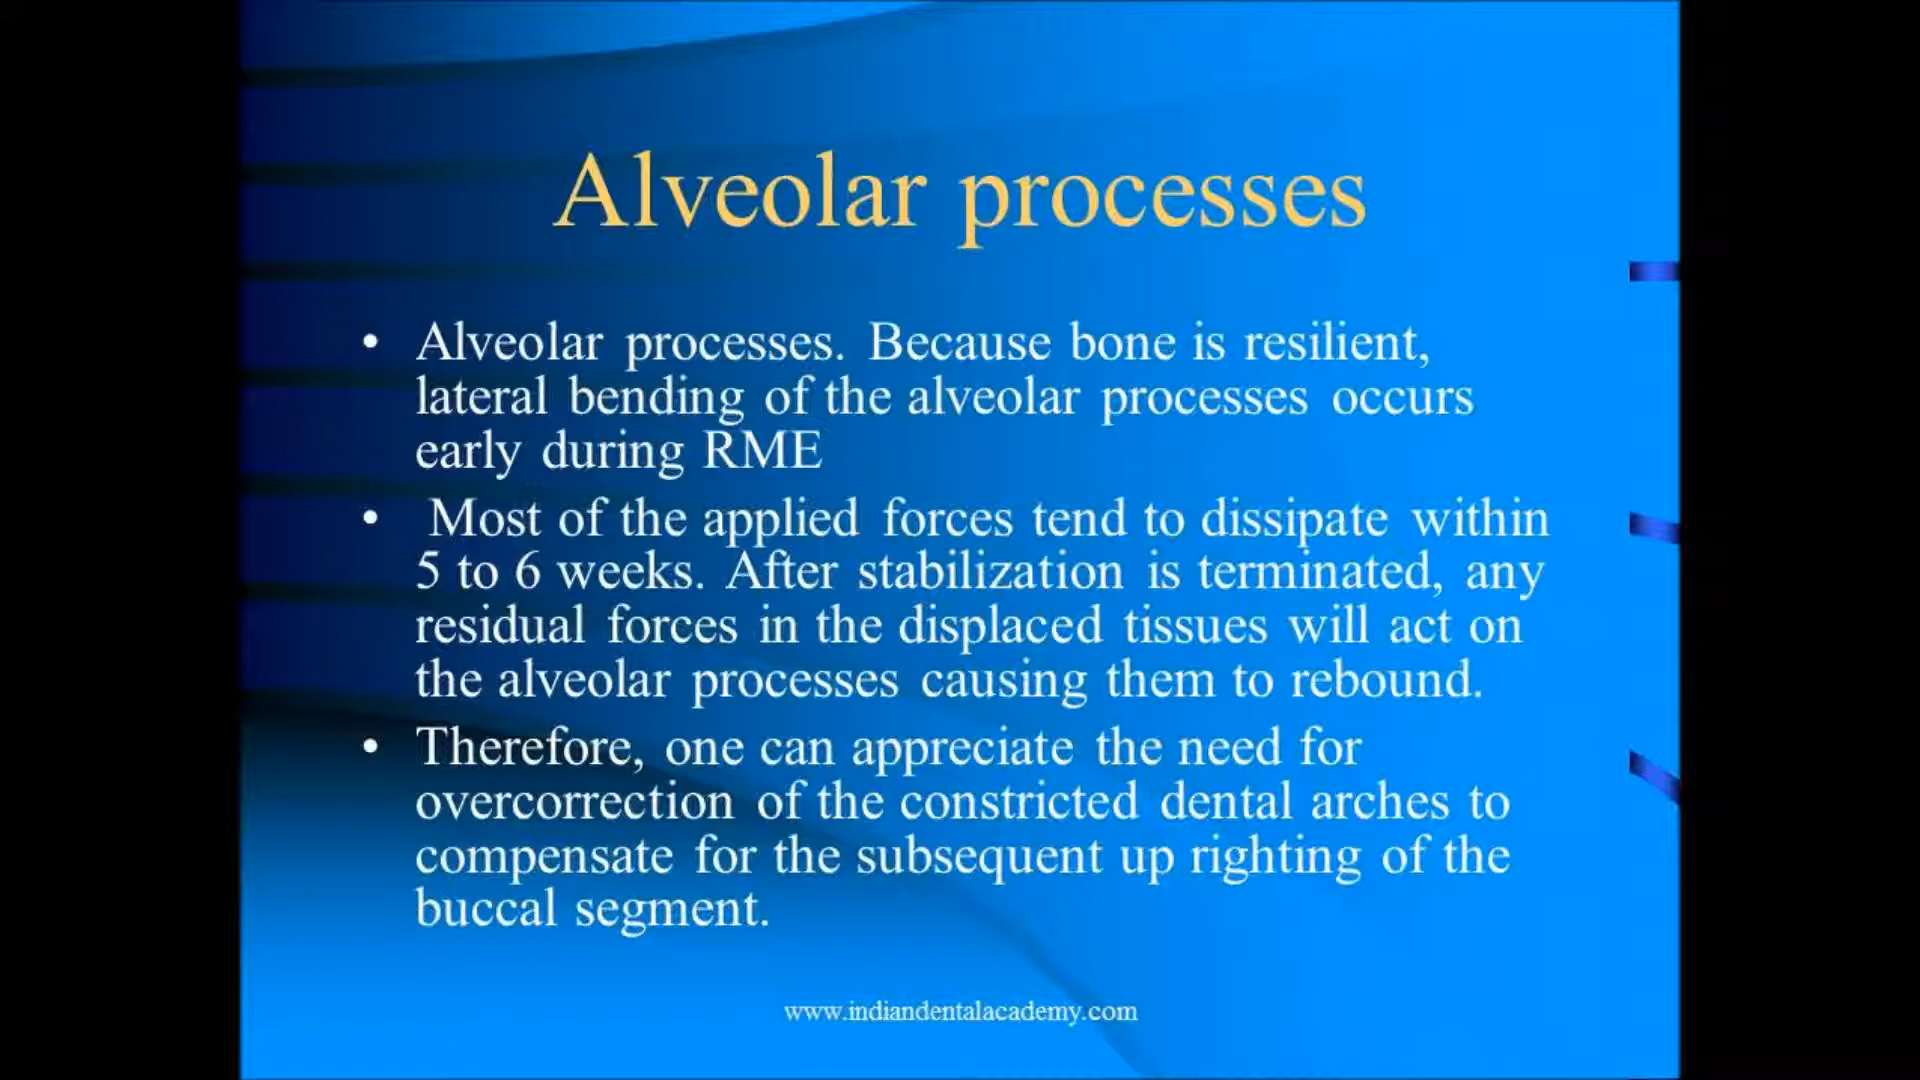 Alveolar processes
• Alveolar processes. Because bone is resilient,
lateral bending of the alveolar processes occurs
early during RME
• Most of the applied forces tend to dissipate within
5 to 6 weeks. After stabilization is terminated, any
residual forces in the displaced tissues will act on
the alveolar processes causing them to rebound.
• Therefore, one can appreciate the need for
overcorrection of the constricted dental arches to
compensate for the subsequent up righting of the
buccal segment.
www.indiandentalacademy.com